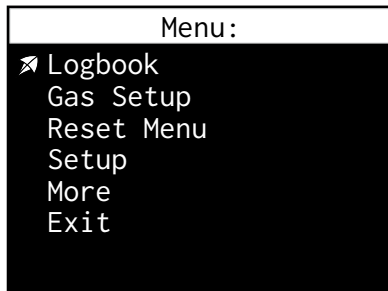 Menu:
Logbook
Gas Setup
Reset Menu
Setup
More
Exit